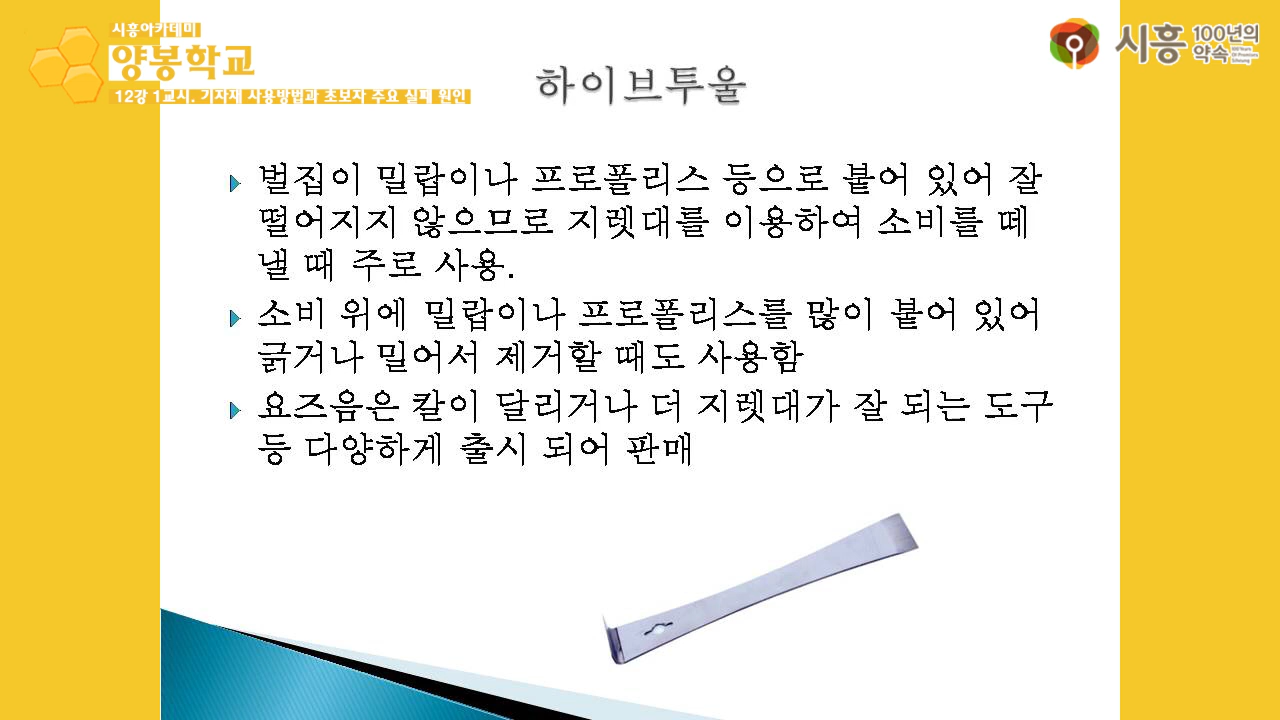 시흥아카데미
양봉학교
12강 1교시. 기자재 사용방법과 초보자 주요 실패 원인
시흥 100년의 약속
하이브투울
벌집이 밀랍이나 프로폴리스 등으로 붙어 있어 잘
떨어지지 않으므로 지렛대를 이용하여 소비를 떼
낼 때 주로 사용.
소비 위에 밀랍이나 프로폴리스를 많이 붙어 있어
긁거나 밀어서 제거할 때도 사용함
요즈음은 칼이 달리거나 더 지렛대가 잘 되는 도구
등 다양하게 출시 되어 판매